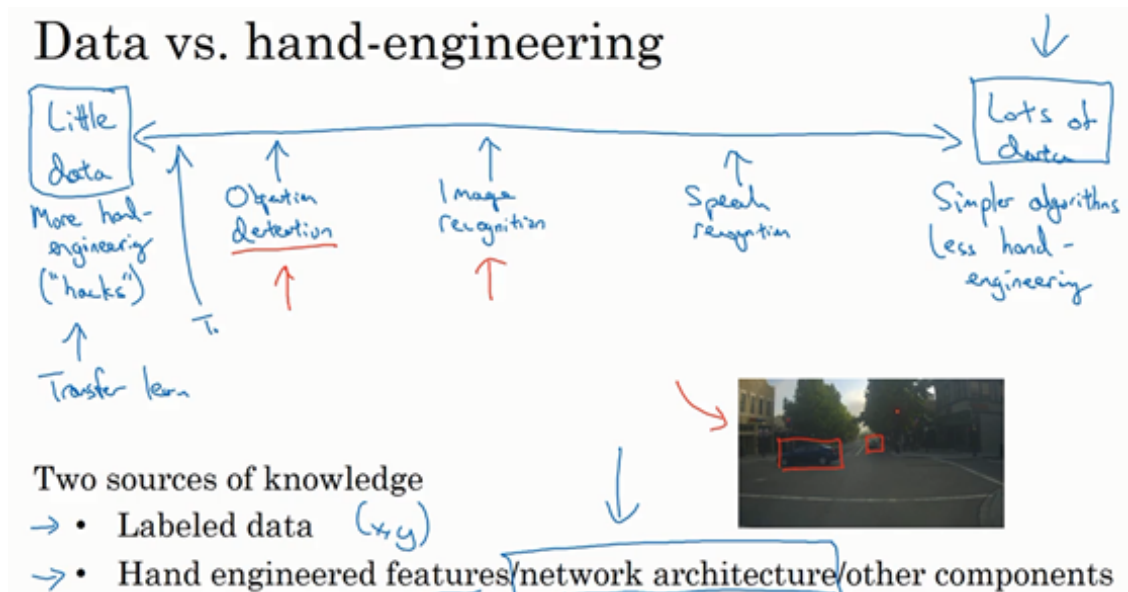 Data vs. hand-engineering
Little
data
Lots of
data
More hand-
engineering
("hacks")
Object
detection
Image
recognition
Speech
recognition
Simpler algorithms
Less hand-
engineering
T.
Transfer learn
Two sources of knowledge
→ • Labeled data (x,y)
→ • Hand engineered features/network architecture/other components